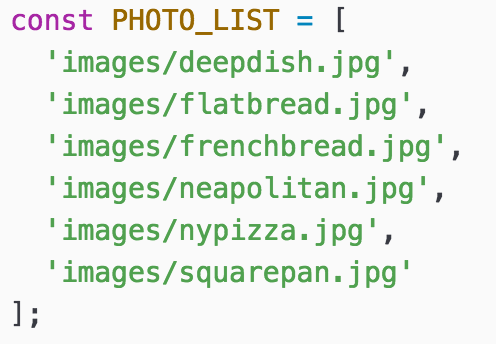 const PHOTO_LIST = [
  'images/deepdish.jpg',
  'images/flatbread.jpg',
  'images/frenchbread.jpg',
  'images/neapolitan.jpg',
  'images/nypizza.jpg',
  'images/squarepan.jpg'
];